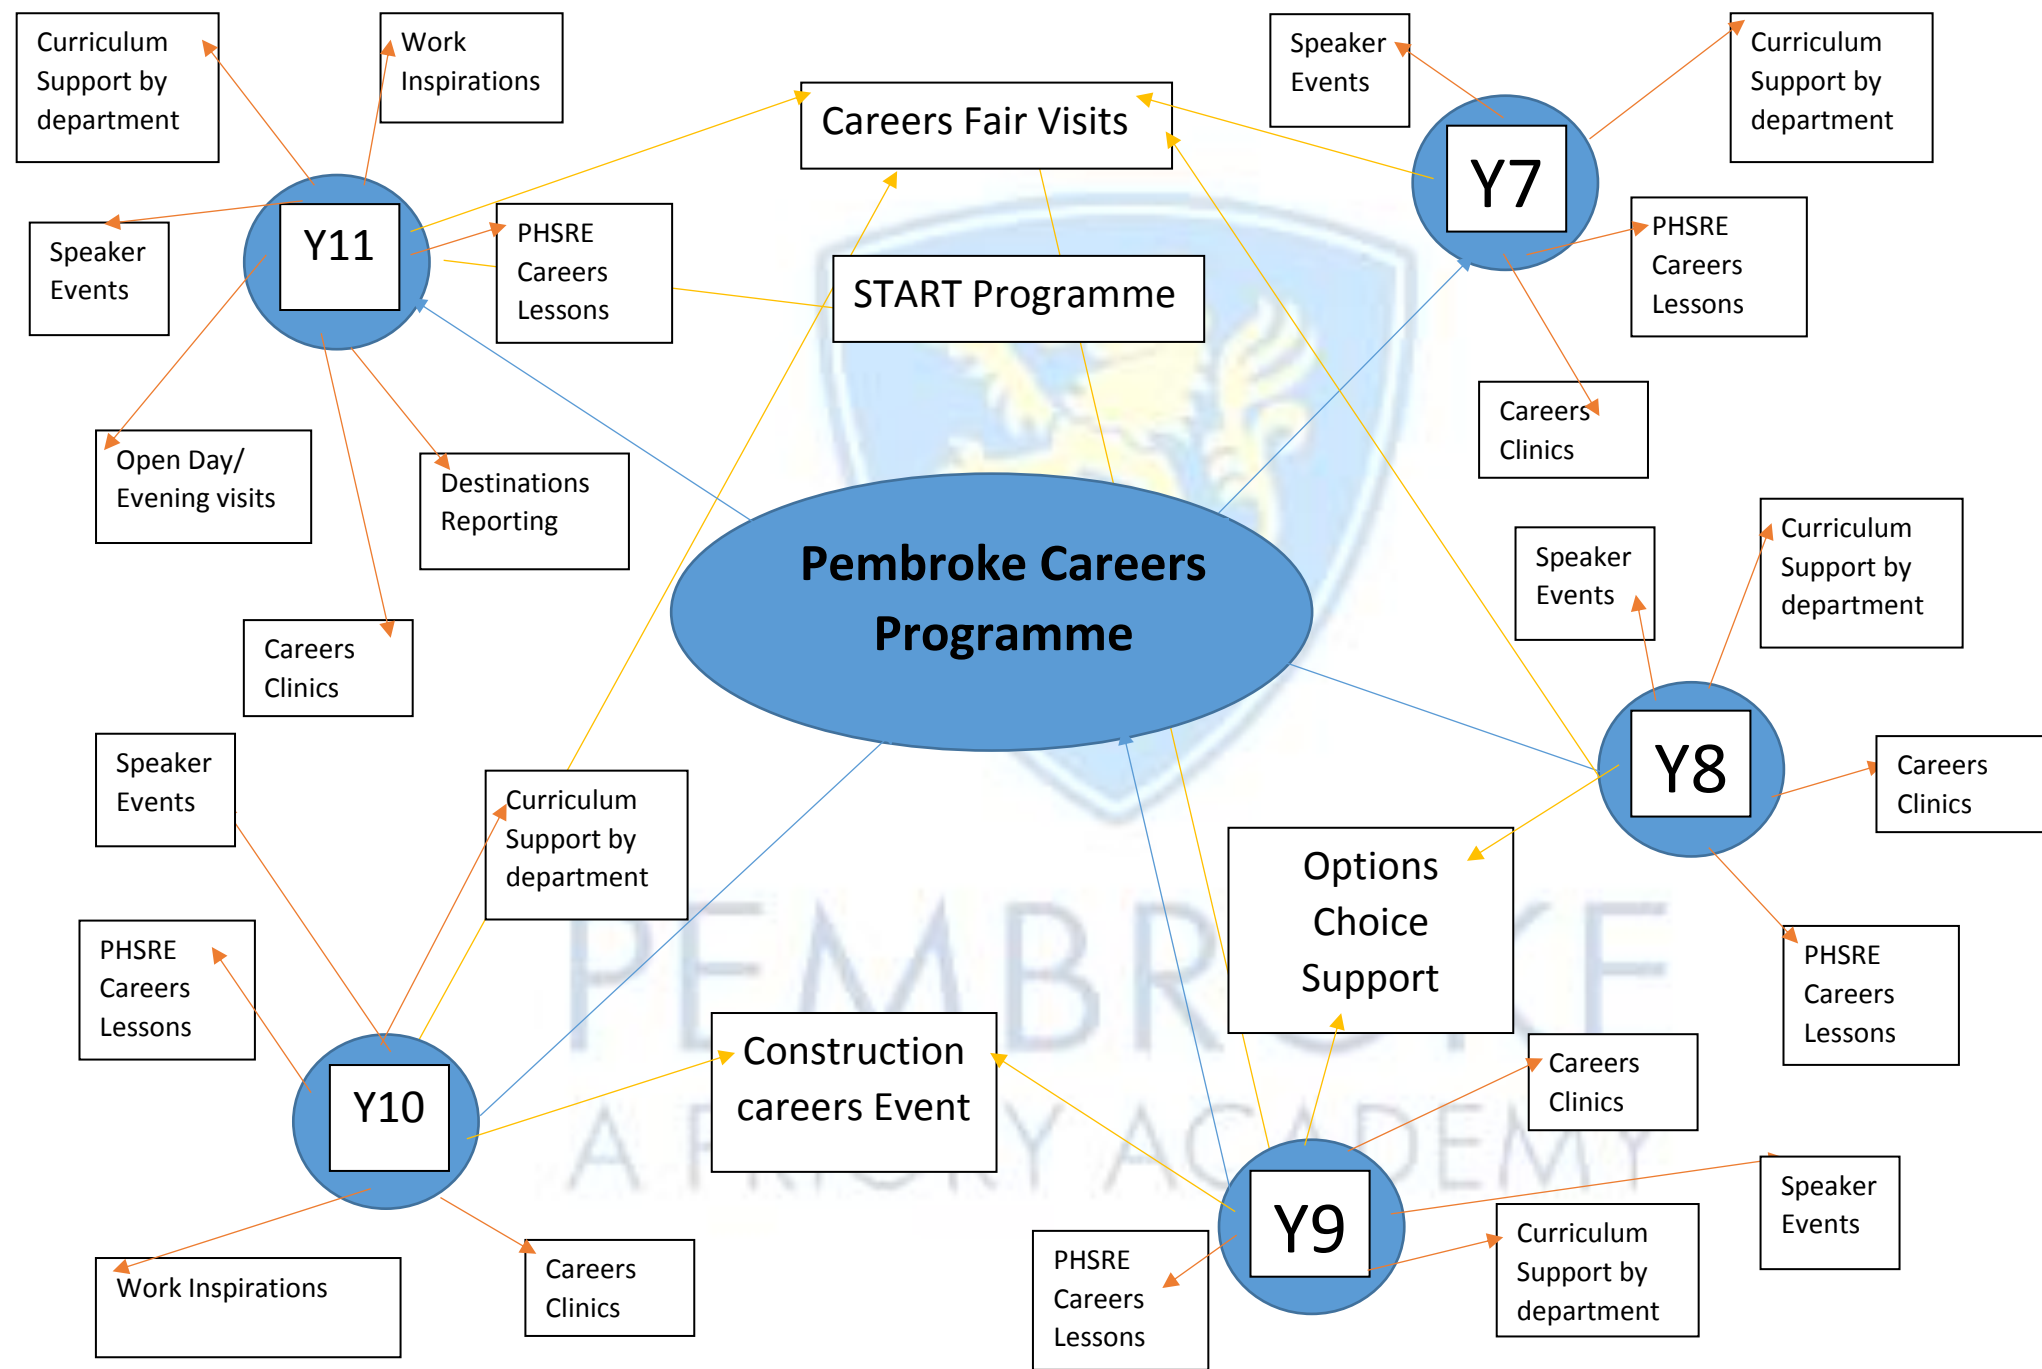 Curriculum
Support by
department
Work
Inspirations
Careers Fair Visits
Speaker
Events
Y7
Curriculum
Support by
department
Y11
Speaker
Events
PHSRE
Careers
Lessons
START Programme
PHSRE
Careers
Lessons
Careers
Clinics
Open Day/
Evening visits
Destinations
Reporting
Careers
Clinics
Pembroke Careers
Programme
Speaker
Events
Curriculum
Support by
department
Y8
Careers
Clinics
PHSRE
Careers
Lessons
Speaker
Events
Curriculum
Support by
department
PHSRE
Careers
Lessons
Y10
Work Inspirations
Careers
Clinics
Construction
careers Event
Options
Choice
Support
Careers
Clinics
Y9
Speaker
Events
PHSRE
Careers
Lessons
Curriculum
Support by
department
PEMBROKE
A PRIORY ACADEMY